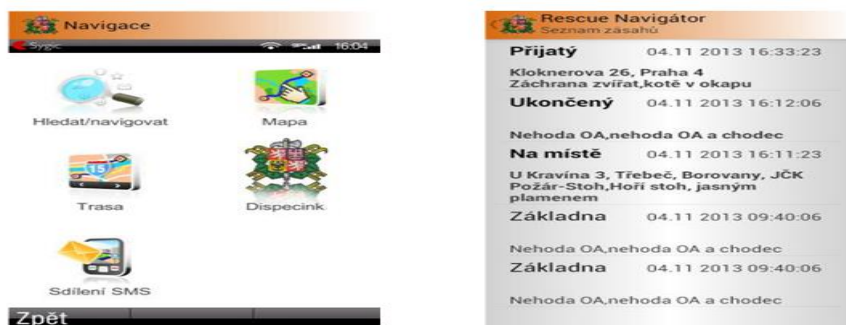 Navigace
Sygic
16:04
Hledat/navigovat
Mapa
15
Trasa
Dispecink
Sdílení SMS
Zpět
Rescue Navigátor
Seznam zásahů
Přijatý 04.11 2013 16:33:23
Kloknerova 26, Praha 4
Záchrana zvířat,kotě v okapu
Ukončený 04.11 2013 16:12:06
Nehoda OA,nehoda OA a chodec
Na místě 04.11 2013 16:11:23
U Kravína 3, Třebeč, Borovany, JČK
Požár-Stoh,Hoří stoh, jasným
plamenem
Základna 04.11 2013 09:40:06
Nehoda OA,nehoda OA a chodec
Základna 04.11 2013 09:40:06
Nehoda OA,nehoda OA a chodec